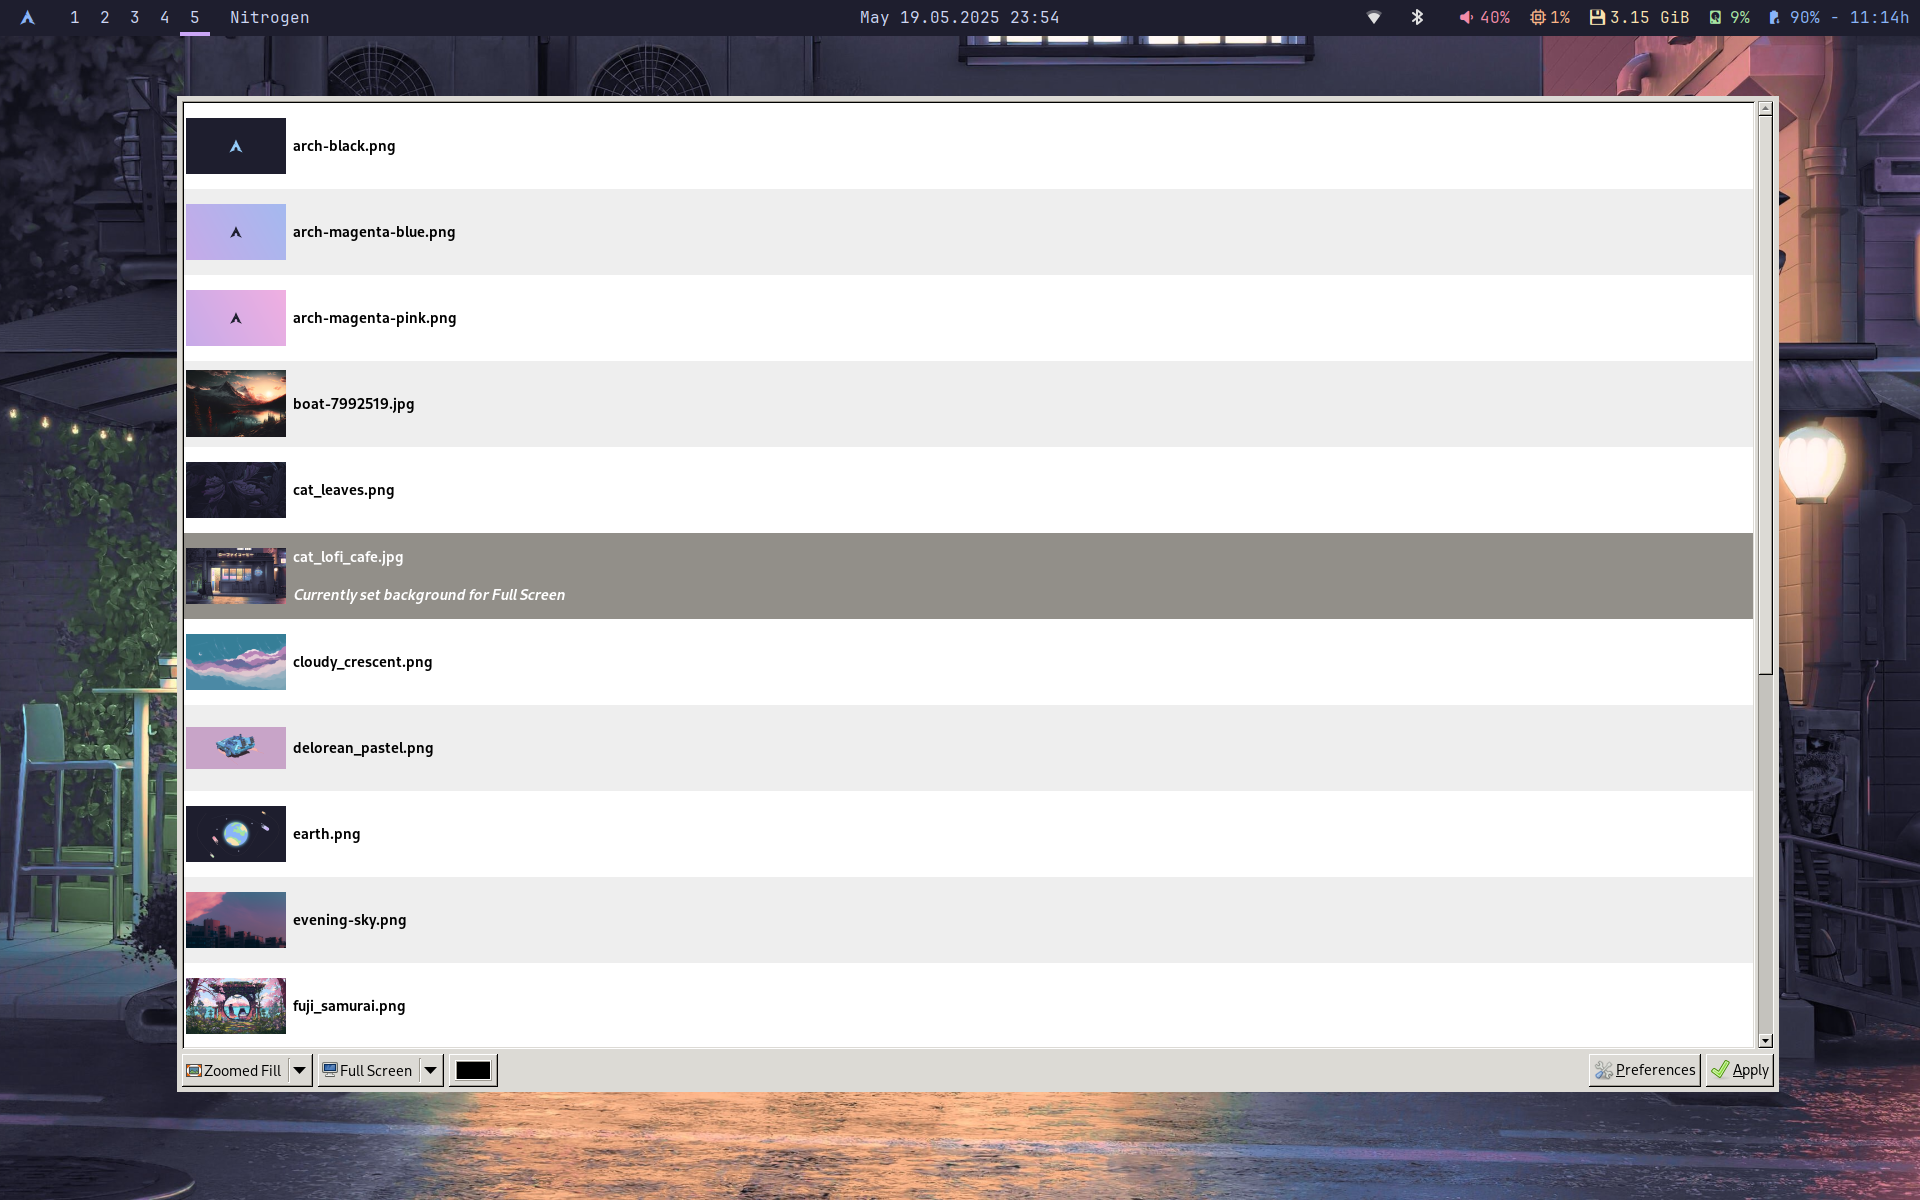 1 2 3 4 5 Nitrogen May 19.05.2025 23:54 40% 1% 3.15 GiB 9% 90% - 11:14h
arch-black.png
arch-magenta-blue.png
arch-magenta-pink.png
boat-7992519.jpg
cat_leaves.png
cat_lofi_cafe.jpg
Currently set background for Full Screen
cloudy_crescent.png
delorean_pastel.png
earth.png
evening-sky.png
fuji_samurai.png
Zoomed Fill Full Screen Preferences Apply